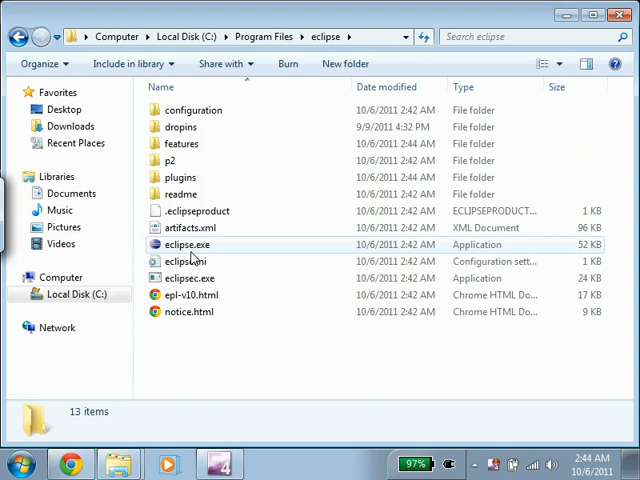 Computer Local Disk (C:) Program Files eclipse Search eclipse
Organize Include in library Share with Burn New folder
Favorites
Desktop
Downloads
Recent Places
Libraries
Documents
Music
Pictures
Videos
Computer
Local Disk (C:)
Network
Name Date modified Type Size
configuration 10/6/2011 2:42 AM File folder
dropins 9/9/2011 4:32 PM File folder
features 10/6/2011 2:44 AM File folder
p2 10/6/2011 2:42 AM File folder
plugins 10/6/2011 2:44 AM File folder
readme 10/6/2011 2:42 AM File folder
.eclipseproduct 10/6/2011 2:42 AM ECLIPSEPRODUCT... 1 KB
artifacts.xml 10/6/2011 2:42 AM XML Document 96 KB
eclipse.exe 10/6/2011 2:42 AM Application 52 KB
10/6/2011 2:42 AM Configuration sett... 1 KB
eclipsec.exe 10/6/2011 2:42 AM Application 24 KB
epl-v10.html 10/6/2011 2:42 AM Chrome HTML Do... 17 KB
notice.html 10/6/2011 2:42 AM Chrome HTML Do... 9 KB
13 items
4
97%
2:44 AM
10/6/2011